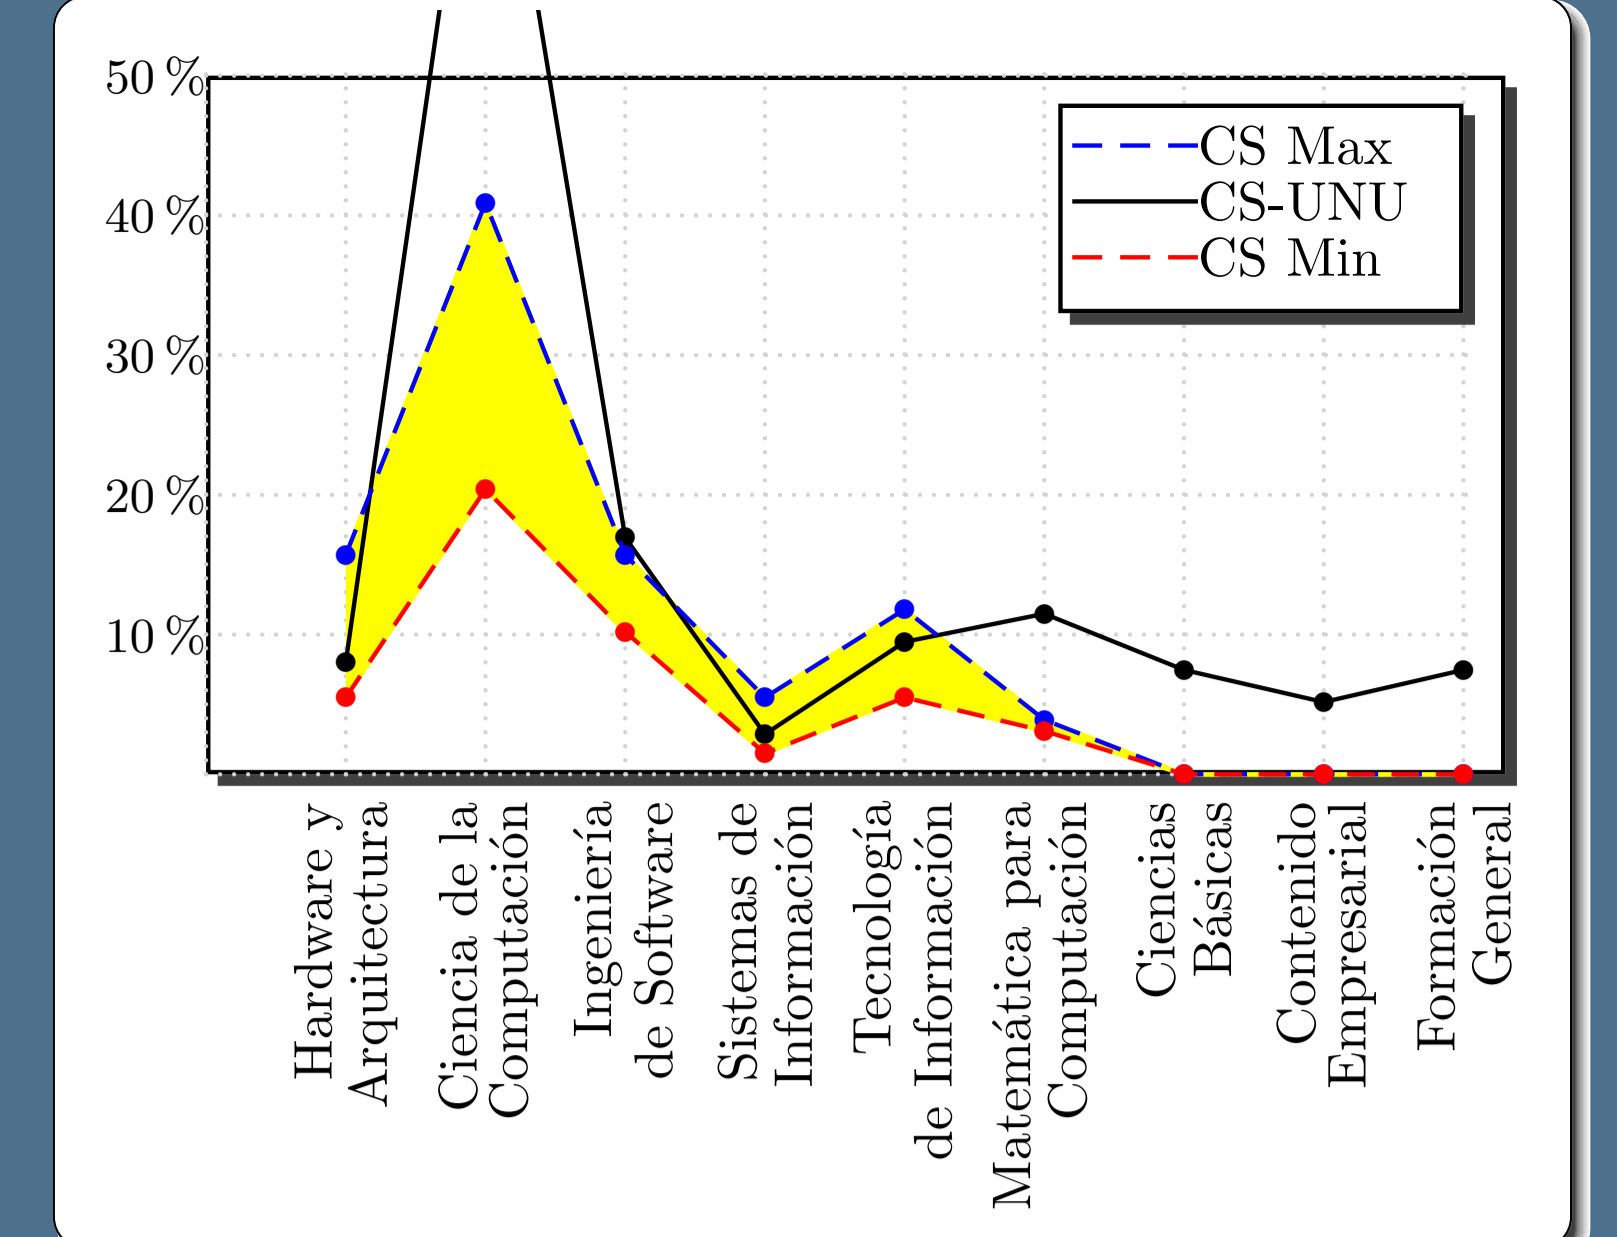 50 %
40 %
30 %
20 %
10 %
CS Max
CS-UNU
CS Min
Hardware y
Arquitectura
Ciencia de la
Computación
Ingeniería
de Software
Sistemas de
Información
Tecnología
de Información
Matemática para
Computación
Ciencias
Básicas
Contenido
Empresarial
Formación
General